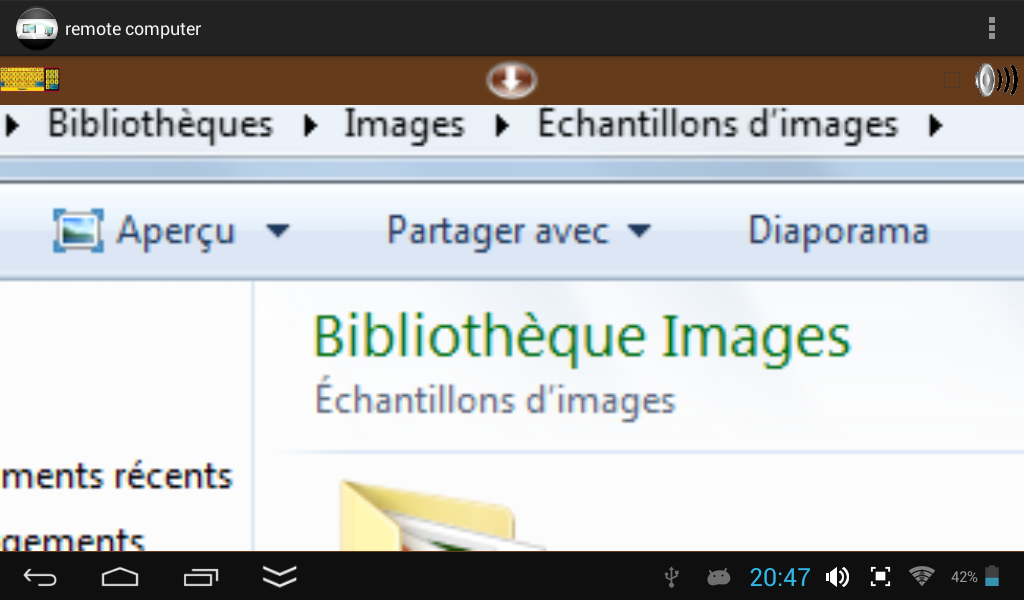 remote computer
Bibliothèques Images Échantillons d'images
Aperçu Partager avec Diaporama
Bibliothèque Images
Échantillons d'images
ments récents
gements
20:47 42%